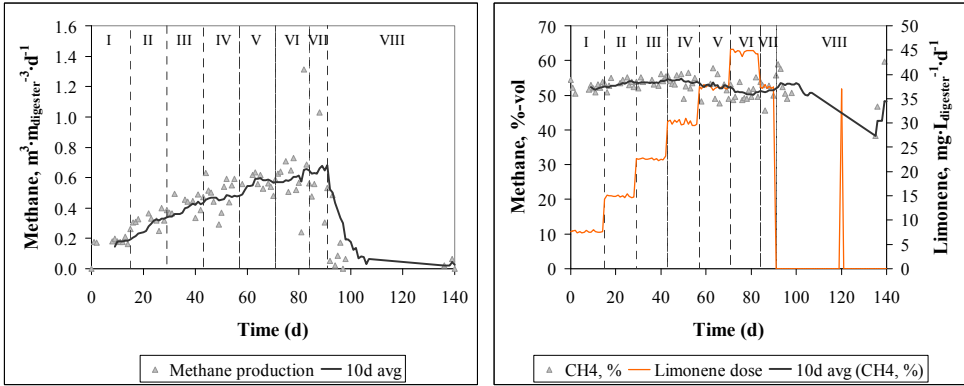 Methane, m³·m_digester⁻³·d⁻¹
1.6
1.4
1.2
1.0
0.8
0.6
0.4
0.2
0.0
I II III IV V VI VII VIII
0 20 40 60 80 100 120 140
Time (d)
Methane production 10d avg
Methane, %-vol
70
60
50
40
30
20
10
0
I II III IV V VI VII VIII
50
45
40
35
30
25
20
15
10
5
0
Limonene, mg·L_digester⁻¹·d⁻¹
0 20 40 60 80 100 120 140
Time (d)
CH4, % Limonene dose 10d avg (CH4, %)